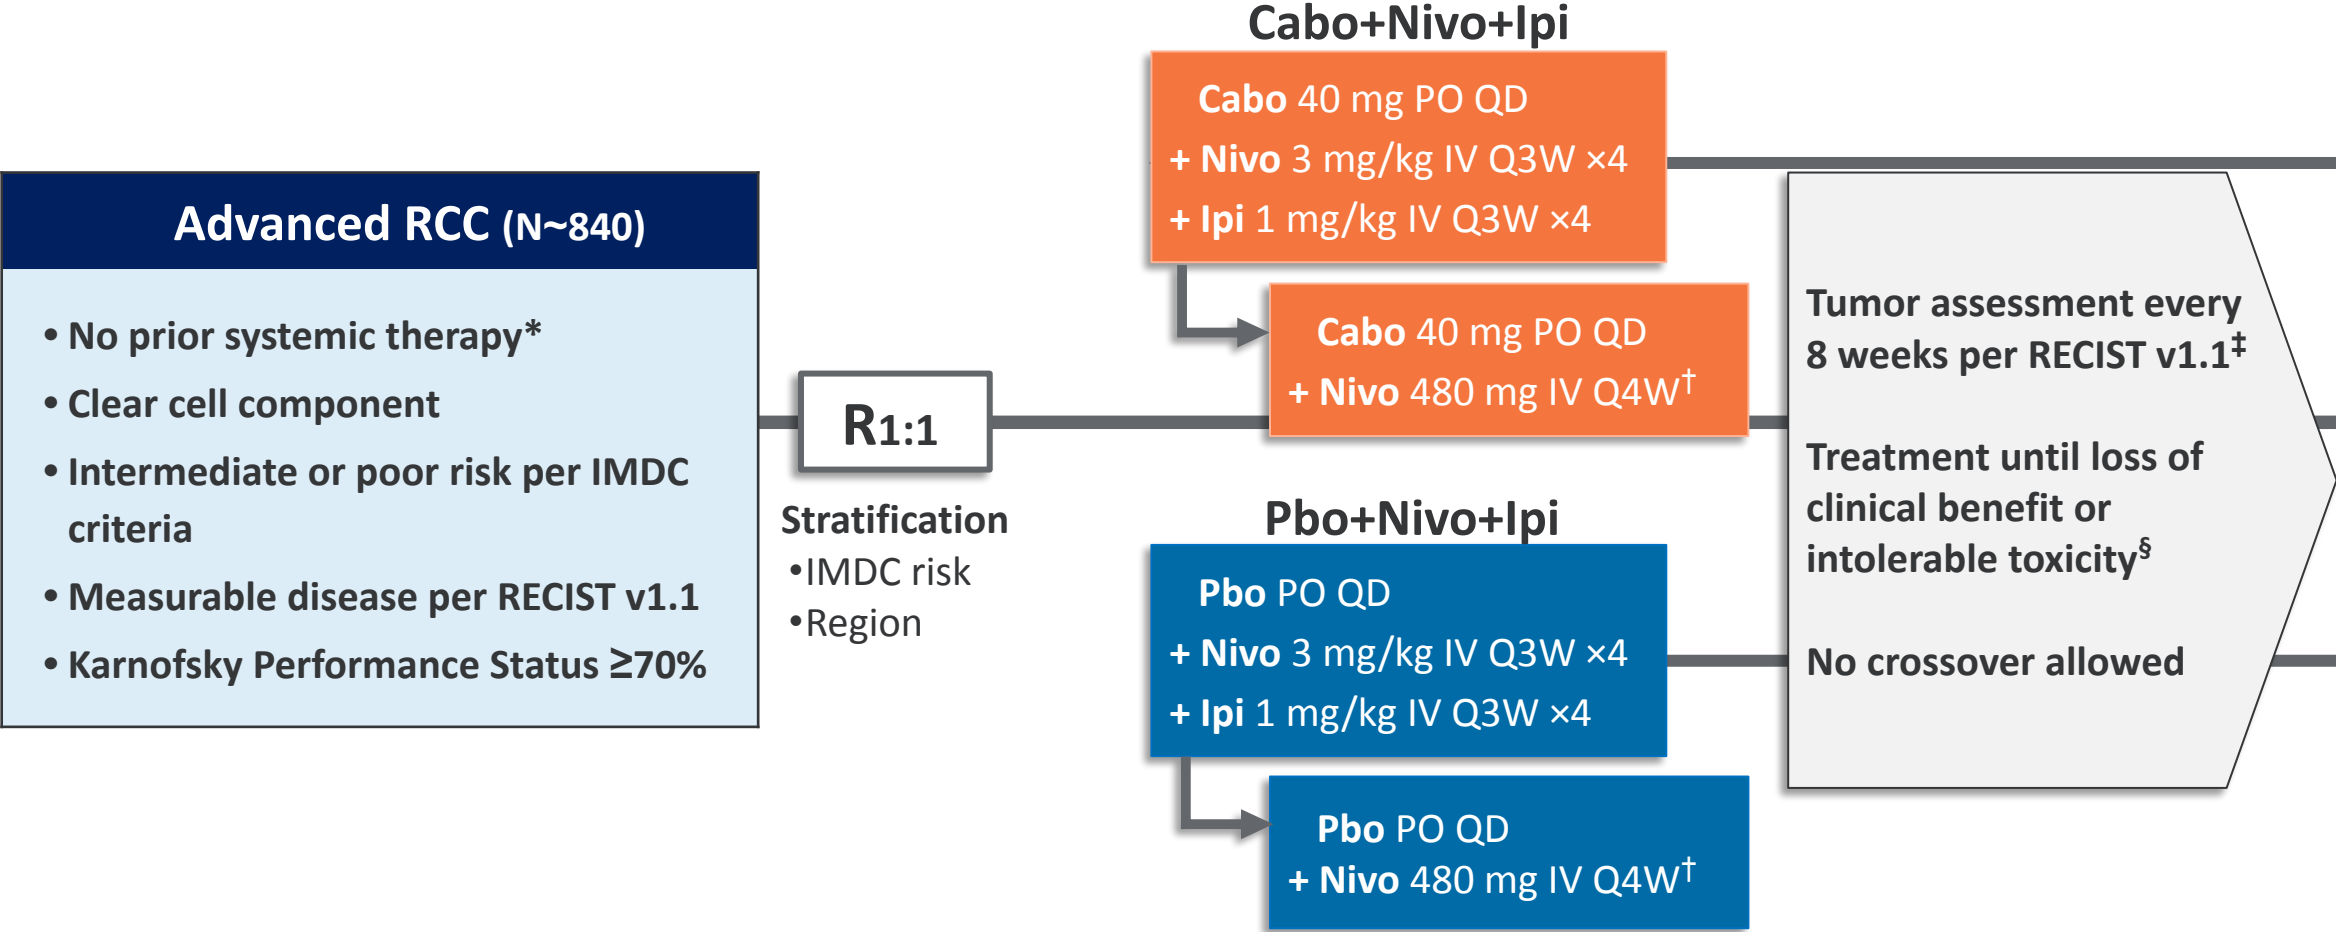 Advanced RCC (N~840)
• No prior systemic therapy*
• Clear cell component
• Intermediate or poor risk per IMDC
criteria
• Measurable disease per RECIST v1.1
• Karnofsky Performance Status ≥70%
R1:1
Stratification
•IMDC risk
•Region
Cabo+Nivo+Ipi
Cabo 40 mg PO QD
+ Nivo 3 mg/kg IV Q3W ×4
+ Ipi 1 mg/kg IV Q3W ×4
Cabo 40 mg PO QD
+ Nivo 480 mg IV Q4W†
Pbo+Nivo+Ipi
Pbo PO QD
+ Nivo 3 mg/kg IV Q3W ×4
+ Ipi 1 mg/kg IV Q3W ×4
Pbo PO QD
+ Nivo 480 mg IV Q4W†
Tumor assessment every
8 weeks per RECIST v1.1‡
Treatment until loss of
clinical benefit or
intolerable toxicity§
No crossover allowed